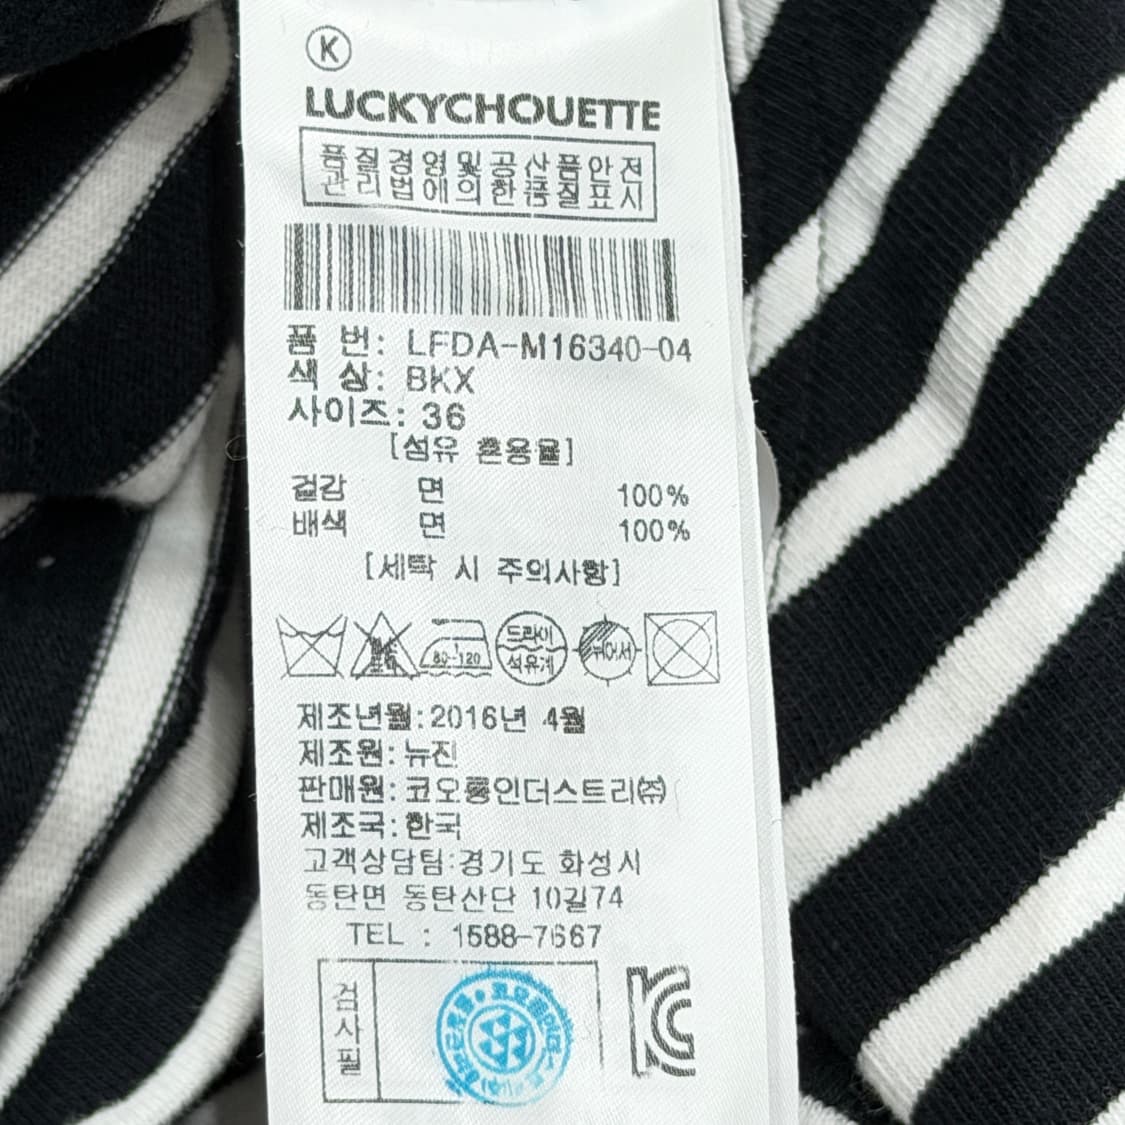 K
LUCKYCHOUETTE
품질경영및공산품안전
관리법에의한품질표시
품 번: LFDA-M16340-04
색 상: BKX
사이즈: 36
[섬유 혼용율]
겉감 면 100%
배색 면 100%
[세탁 시 주의사항]
80-120
드라이
석유계
뉘어서
제조년월:2016년 4월
제조원:뉴진
판매원:코오롱인더스트리㈜
제조국:한국
고객상담팀:경기도 화성시
동탄면 동탄산단 10길74
TEL : 1588-7667
검사필